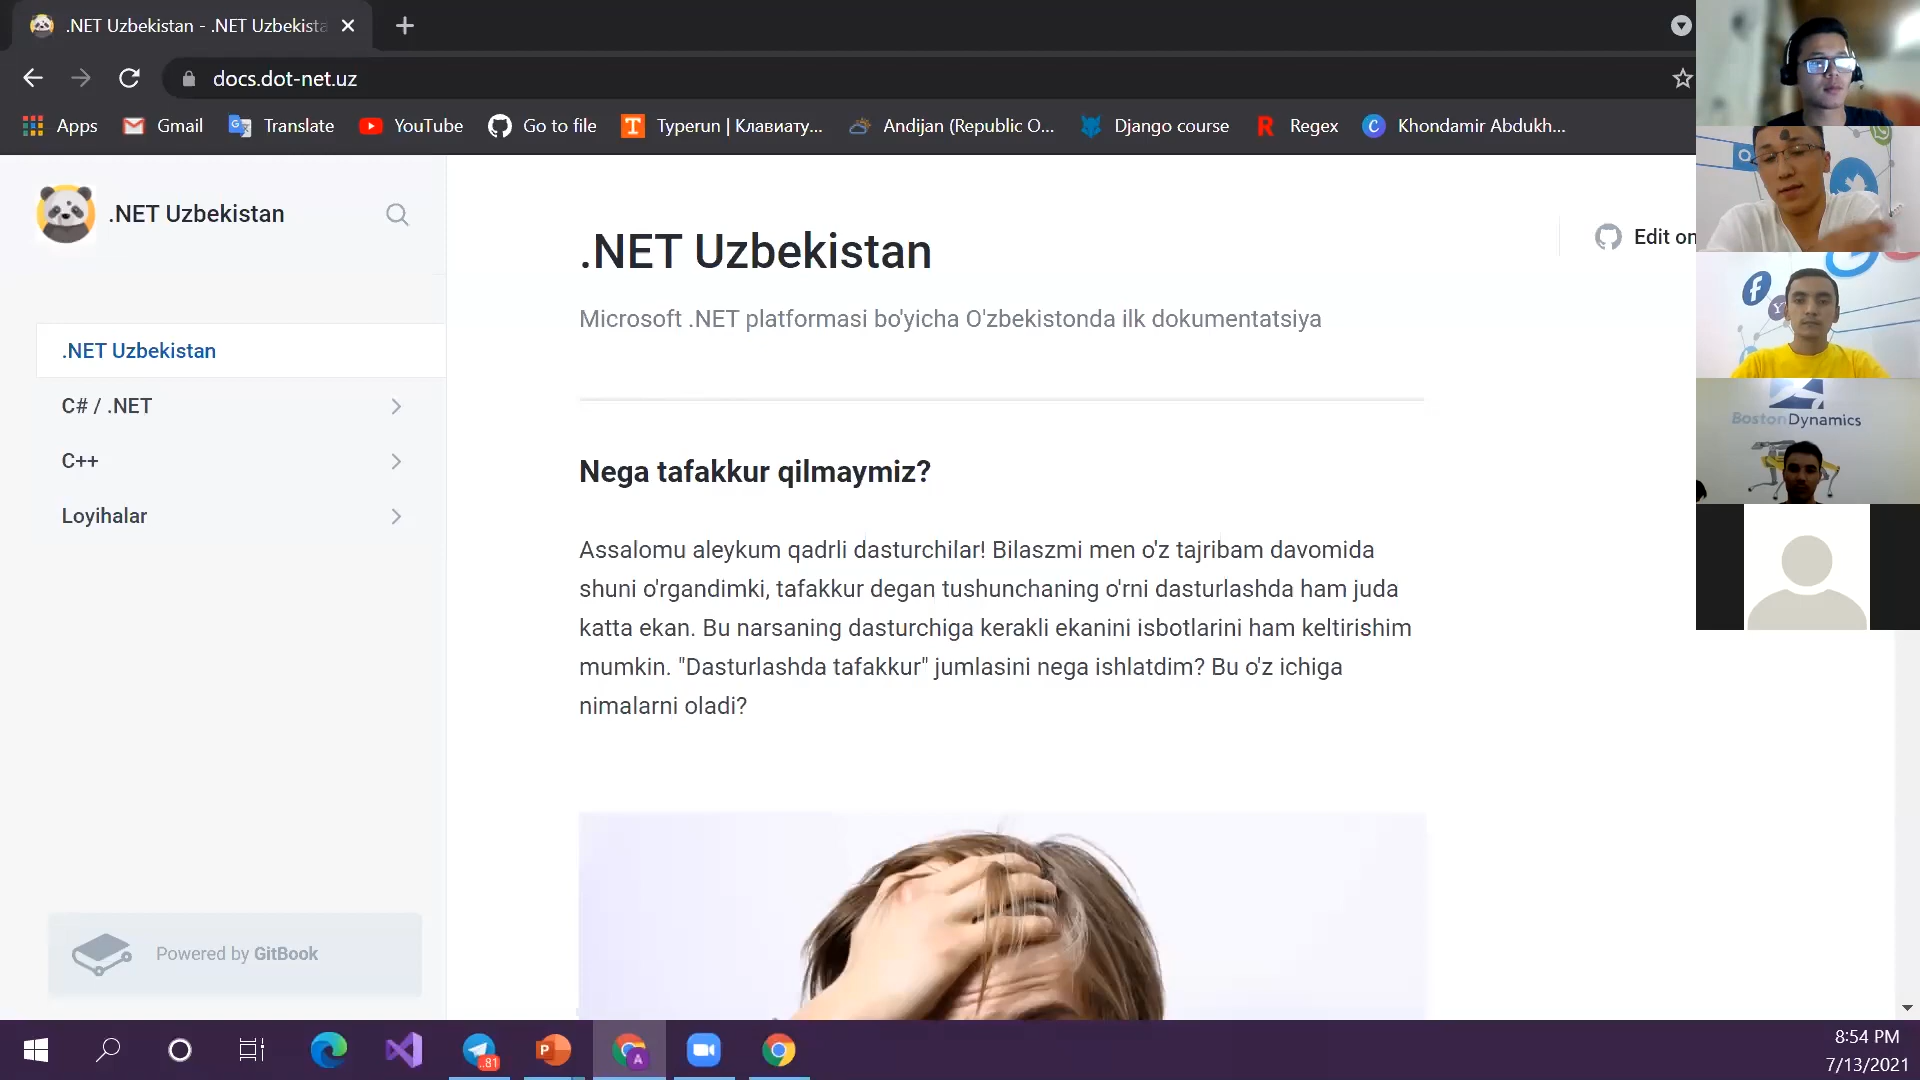 .NET Uzbekistan - .NET Uzbekista
docs.dot-net.uz
Apps
Gmail
Translate
YouTube
Go to file
Typerun | Клавиату...
Andijan (Republic O...
Django course
Regex
Khondamir Abdukh...
.NET Uzbekistan
.NET Uzbekistan
C# / .NET
C++
Loyihalar
Powered by GitBook
.NET Uzbekistan
Edit on
Microsoft .NET platformasi bo'yicha O'zbekistonda ilk dokumentatsiya
Nega tafakkur qilmaymiz?
Assalomu aleykum qadrli dasturchilar! Bilaszmi men o'z tajribam davomida
shuni o'rgandimki, tafakkur degan tushunchaning o'rni dasturlashda ham juda
katta ekan. Bu narsaning dasturchiga kerakli ekanini isbotlarini ham keltirishim
mumkin. "Dasturlashda tafakkur" jumlasini nega ishlatdim? Bu o'z ichiga
nimalarni oladi?
Boston Dynamics
..81
8:54 PM
7/13/2021